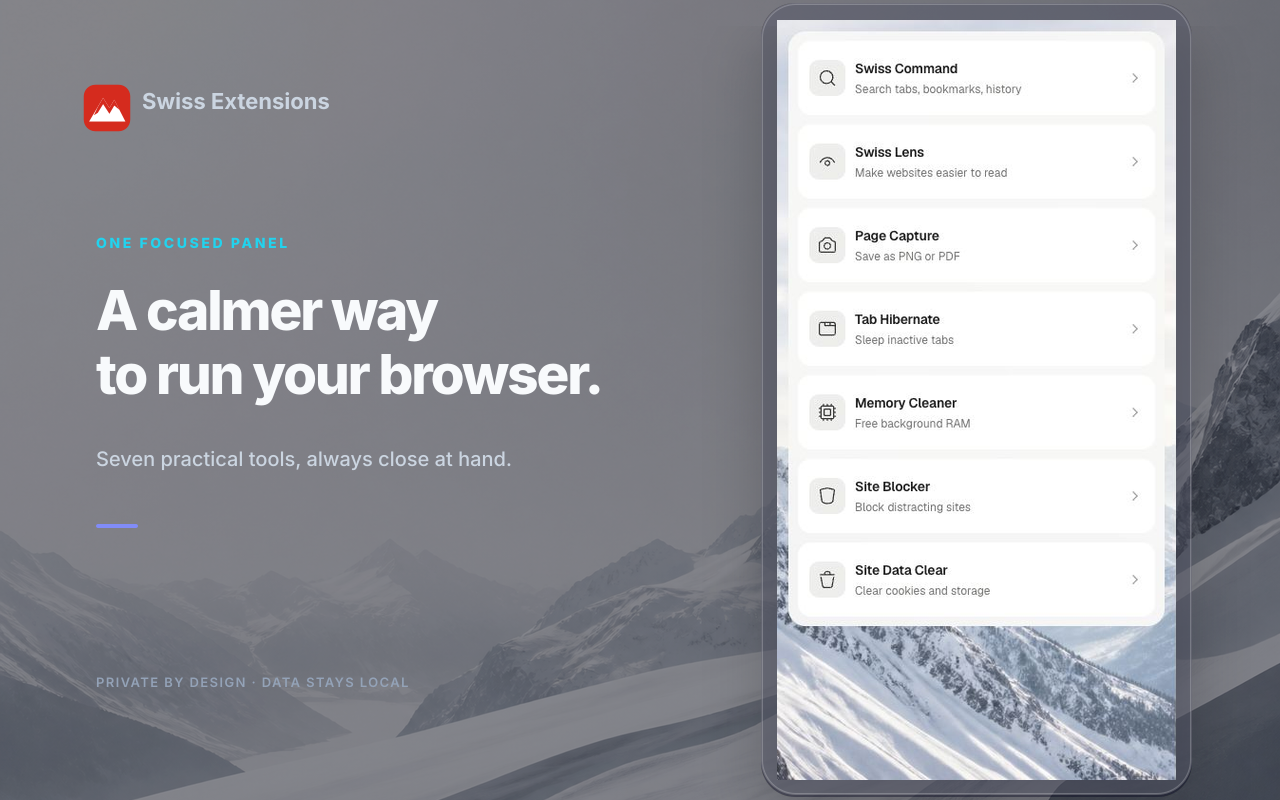 Swiss Extensions
ONE FOCUSED PANEL
A calmer way
to run your browser.
Seven practical tools, always close at hand.
PRIVATE BY DESIGN · DATA STAYS LOCAL
Swiss Command
Search tabs, bookmarks, history
Swiss Lens
Make websites easier to read
Page Capture
Save as PNG or PDF
Tab Hibernate
Sleep inactive tabs
Memory Cleaner
Free background RAM
Site Blocker
Block distracting sites
Site Data Clear
Clear cookies and storage